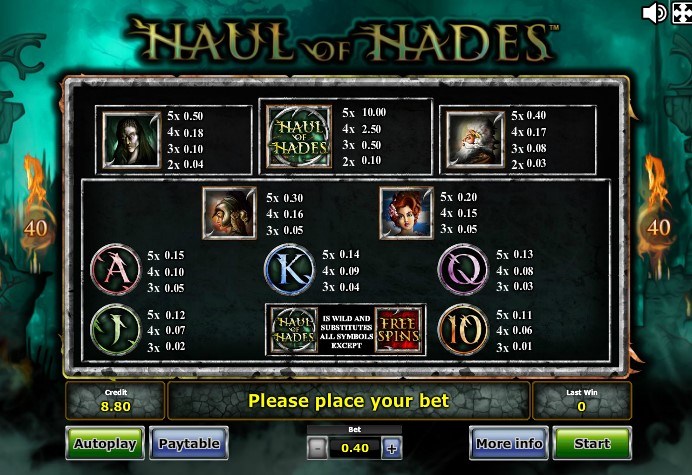 HAUL OF HADES™
5x 0.50
4x 0.18
3x 0.10
2x 0.04
HAUL
OF
HADES
5x 10.00
4x 2.50
3x 0.50
2x 0.10
5x 0.40
4x 0.17
3x 0.08
2x 0.03
5x 0.30
4x 0.16
3x 0.05
5x 0.20
4x 0.15
3x 0.05
40
40
A
5x 0.15
4x 0.10
3x 0.05
K
5x 0.14
4x 0.09
3x 0.04
Q
5x 0.13
4x 0.08
3x 0.03
J
5x 0.12
4x 0.07
3x 0.02
HAUL
OF
HADES
IS WILD AND
SUBSTITUTES
ALL SYMBOLS
EXCEPT
FREE
SPINS
10
5x 0.11
4x 0.06
3x 0.01
Credit
8.80
Please place your bet
Last Win
0
Autoplay
Paytable
Bet
- 0.40 +
More info
Start